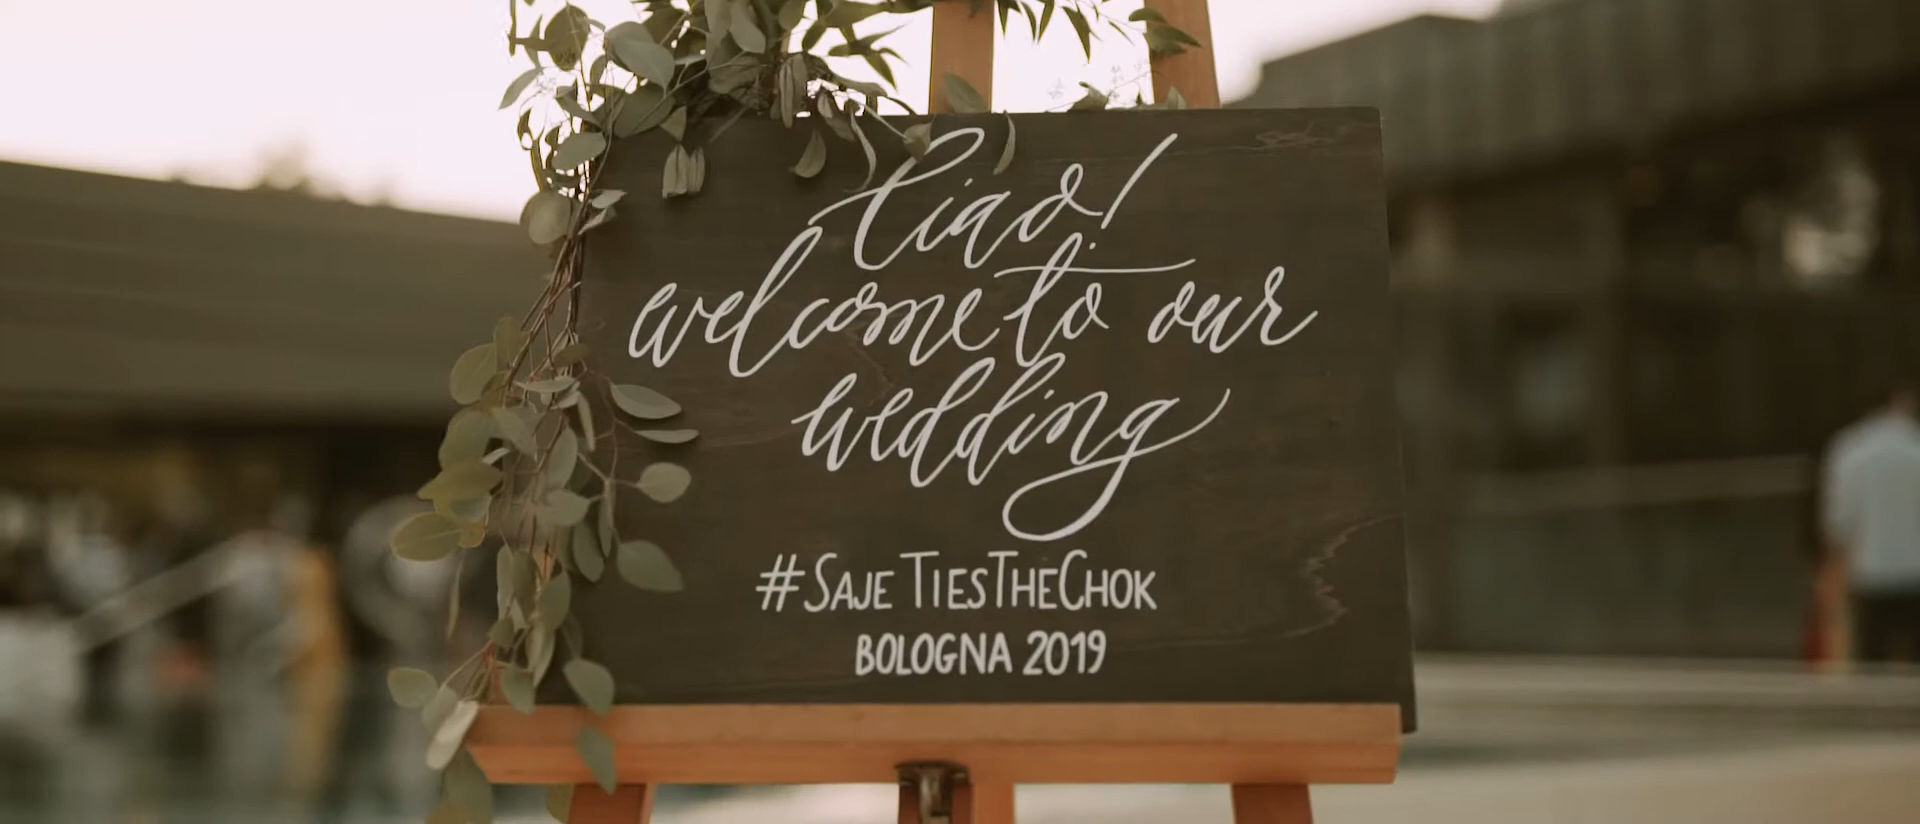 Ciao!
welcome to our
wedding
#SAJETIESTHECHOK
BOLOGNA 2019